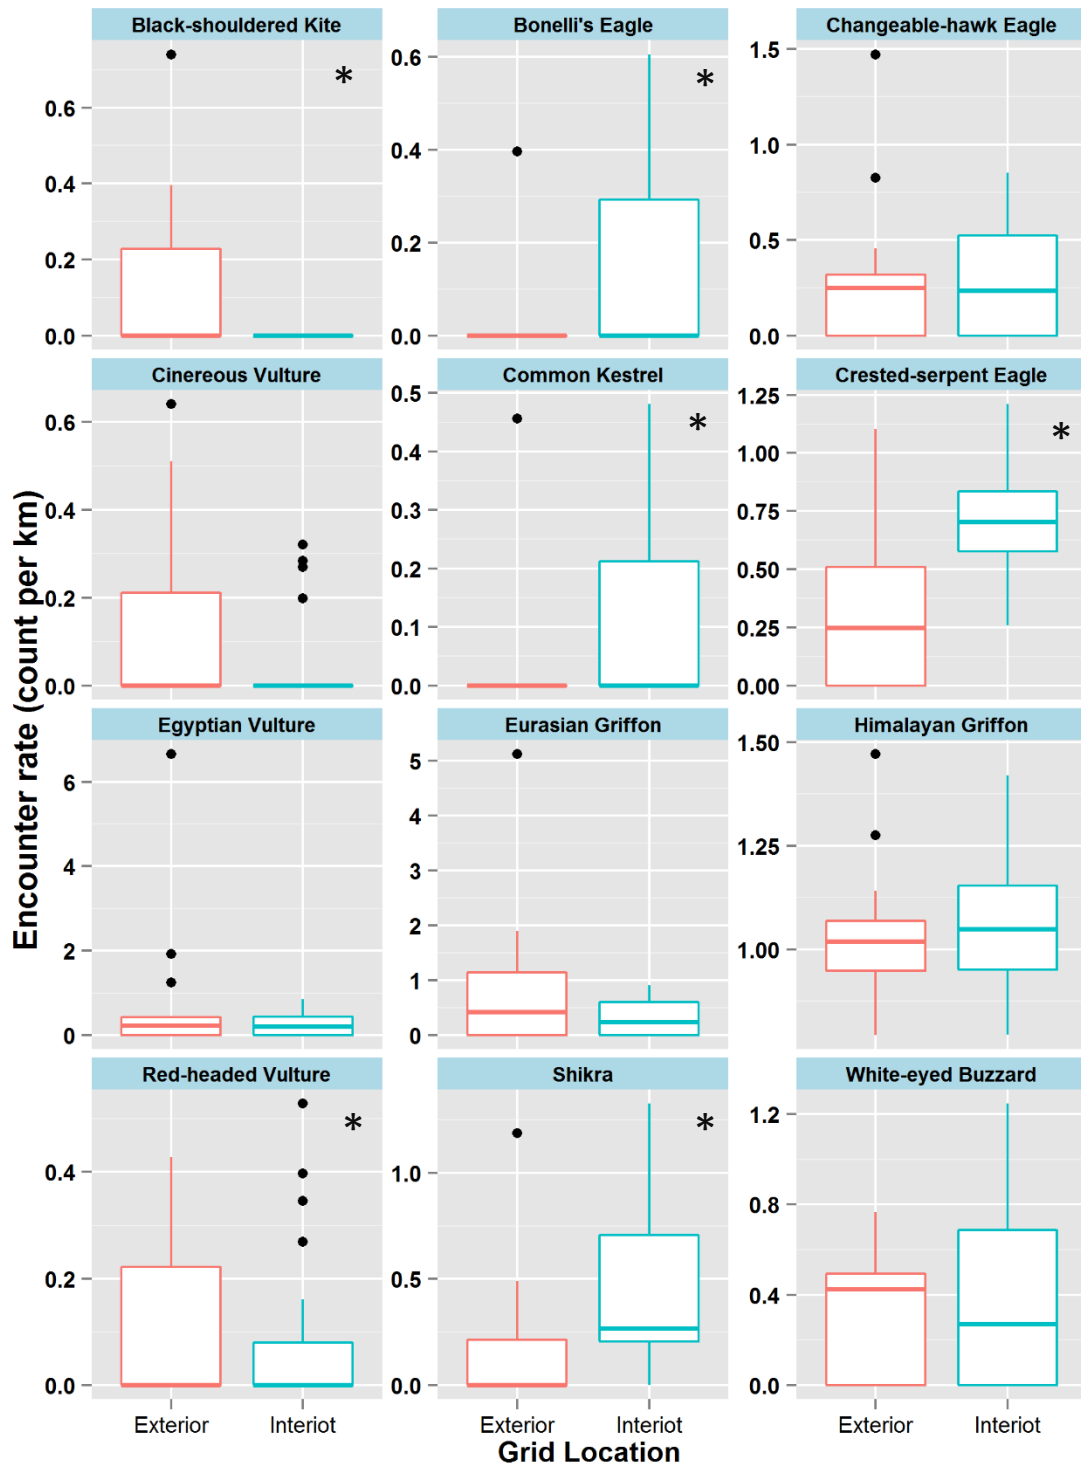 Black-shouldered Kite
Bonelli's Eagle
Changeable-hawk Eagle
0.6
0.4
0.2
0.0
*
0.6
0.4
0.2
0.0
*
1.5
1.0
0.5
0.0
Cinereous Vulture
Common Kestrel
Crested-serpent Eagle
0.6
0.4
0.2
0.0
0.5
0.4
0.3
0.2
0.1
0.0
*
1.25
1.00
0.75
0.50
0.25
0.00
*
Encounter rate (count per km)
Egyptian Vulture
Eurasian Griffon
Himalayan Griffon
6
4
2
0
5
4
3
2
1
0
1.50
1.25
1.00
Red-headed Vulture
Shikra
White-eyed Buzzard
0.4
0.2
0.0
*
1.0
0.5
0.0
*
1.2
0.8
0.4
0.0
Exterior
Interiot
Exterior
Interiot
Exterior
Interiot
Grid Location